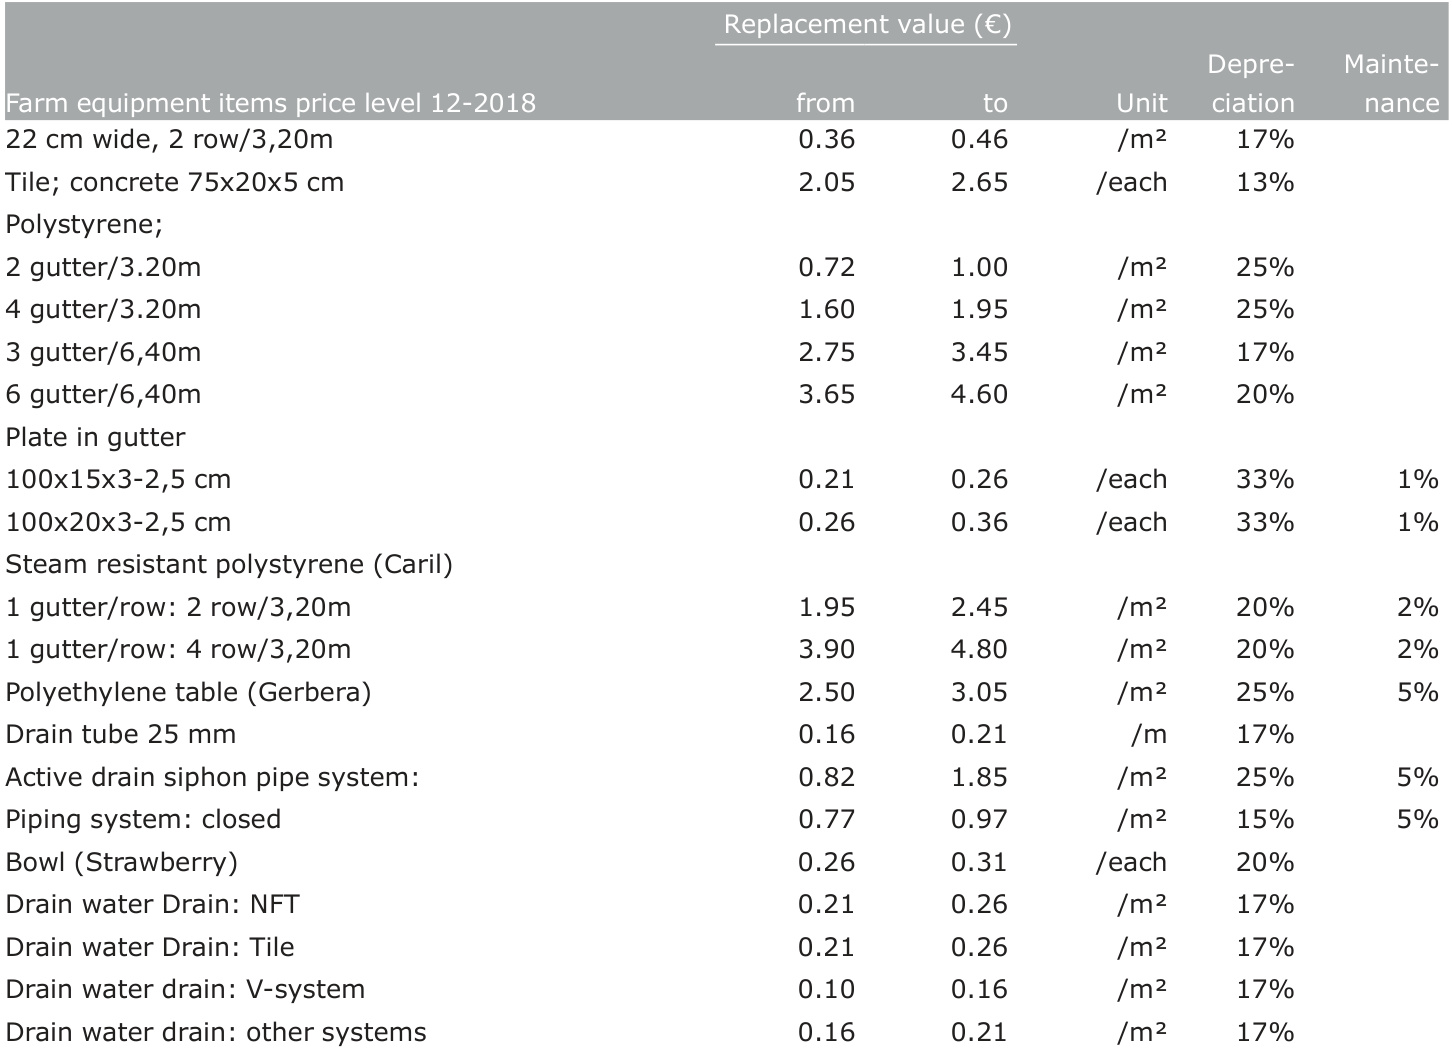 Replacement value (€)
Depre- Mainte-
Farm equipment items price level 12-2018 from to Unit ciation nance
22 cm wide, 2 row/3,20m 0.36 0.46 /m² 17%
Tile; concrete 75x20x5 cm 2.05 2.65 /each 13%
Polystyrene;
2 gutter/3.20m 0.72 1.00 /m² 25%
4 gutter/3.20m 1.60 1.95 /m² 25%
3 gutter/6,40m 2.75 3.45 /m² 17%
6 gutter/6,40m 3.65 4.60 /m² 20%
Plate in gutter
100x15x3-2,5 cm 0.21 0.26 /each 33% 1%
100x20x3-2,5 cm 0.26 0.36 /each 33% 1%
Steam resistant polystyrene (Caril)
1 gutter/row: 2 row/3,20m 1.95 2.45 /m² 20% 2%
1 gutter/row: 4 row/3,20m 3.90 4.80 /m² 20% 2%
Polyethylene table (Gerbera) 2.50 3.05 /m² 25% 5%
Drain tube 25 mm 0.16 0.21 /m 17%
Active drain siphon pipe system: 0.82 1.85 /m² 25% 5%
Piping system: closed 0.77 0.97 /m² 15% 5%
Bowl (Strawberry) 0.26 0.31 /each 20%
Drain water Drain: NFT 0.21 0.26 /m² 17%
Drain water Drain: Tile 0.21 0.26 /m² 17%
Drain water drain: V-system 0.10 0.16 /m² 17%
Drain water drain: other systems 0.16 0.21 /m² 17%